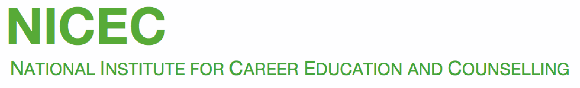 NICEC
NATIONAL INSTITUTE FOR CAREER EDUCATION AND COUNSELLING